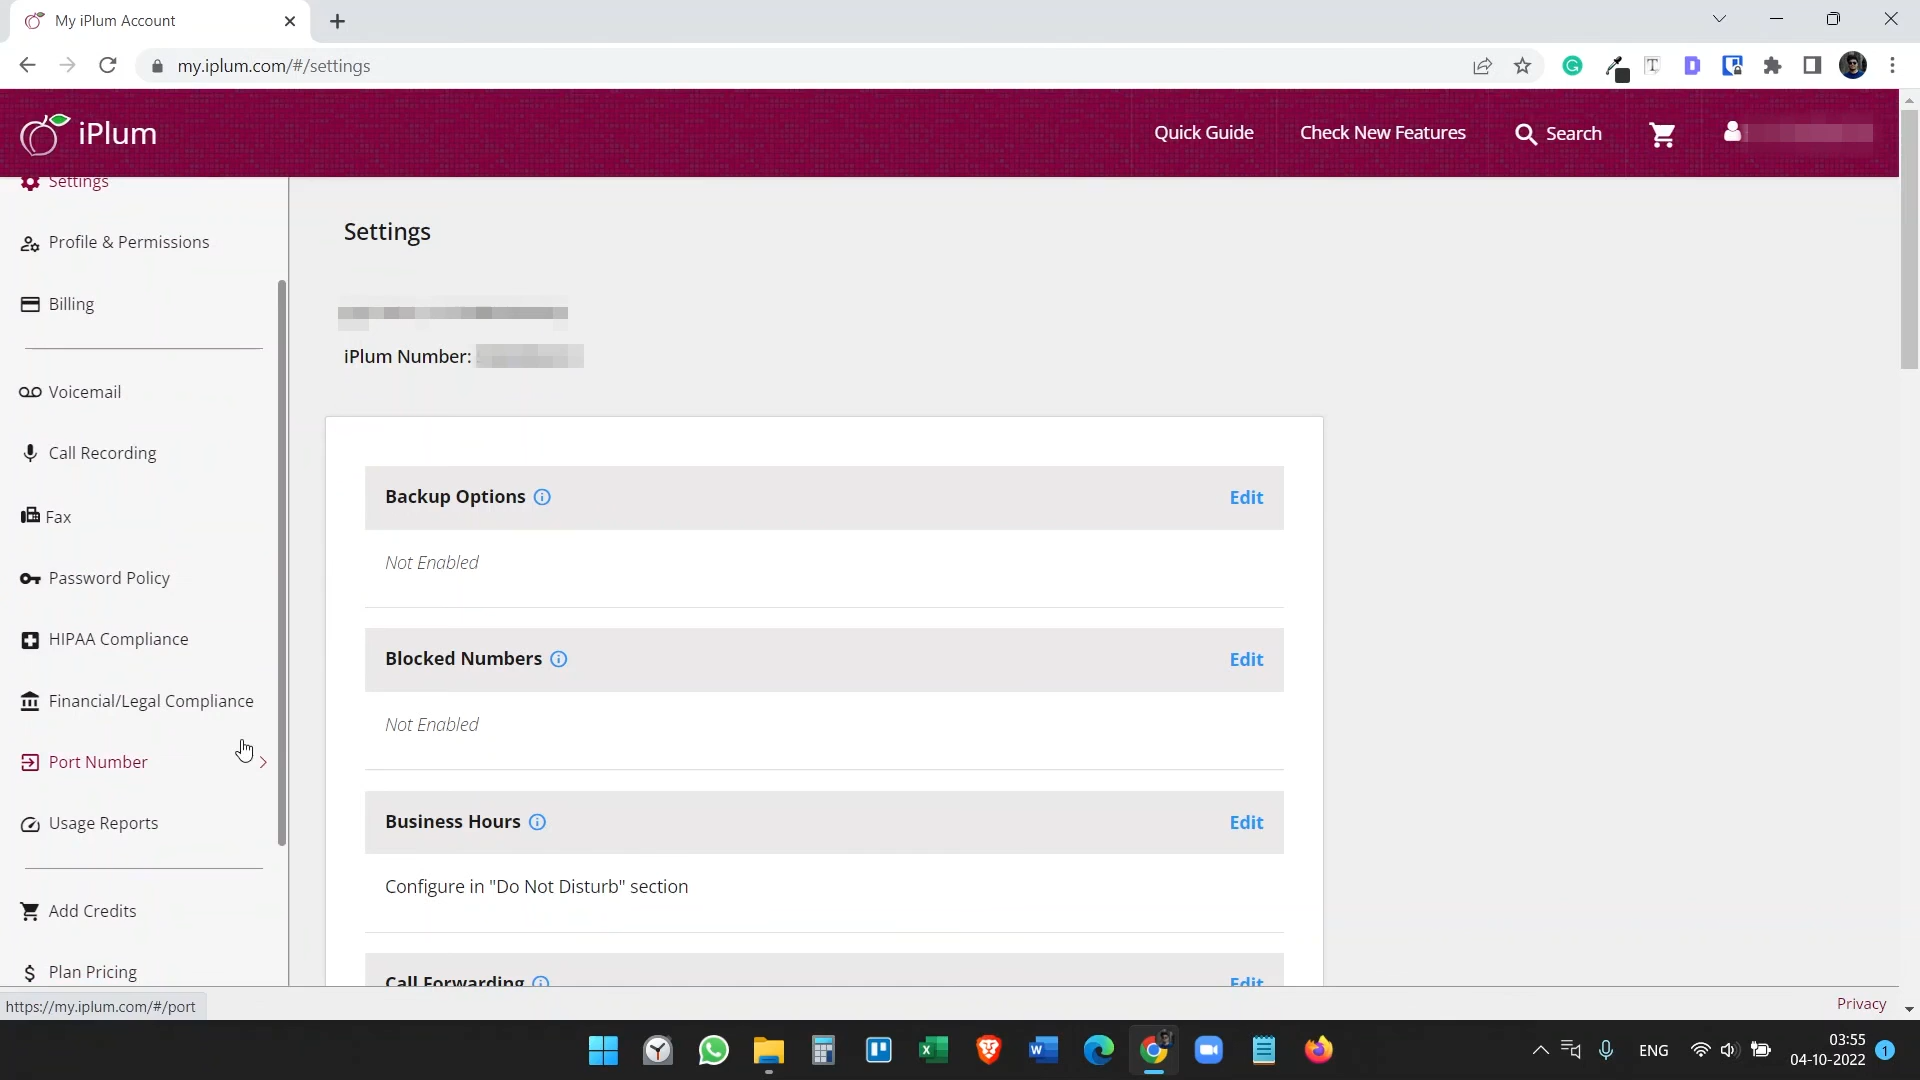 My iPlum Account
my.iplum.com/#/settings
iPlum
Quick Guide
Check New Features
Search
Settings
Profile & Permissions
Billing
Voicemail
Call Recording
Fax
Password Policy
HIPAA Compliance
Financial/Legal Compliance
Port Number
Usage Reports
Add Credits
Plan Pricing
Settings
iPlum Number:
Backup Options
Edit
Not Enabled
Blocked Numbers
Edit
Not Enabled
Business Hours
Edit
Configure in "Do Not Disturb" section
Call Forwarding
Edit
https://my.iplum.com/#/port
Privacy
ENG
03:55
04-10-2022
1